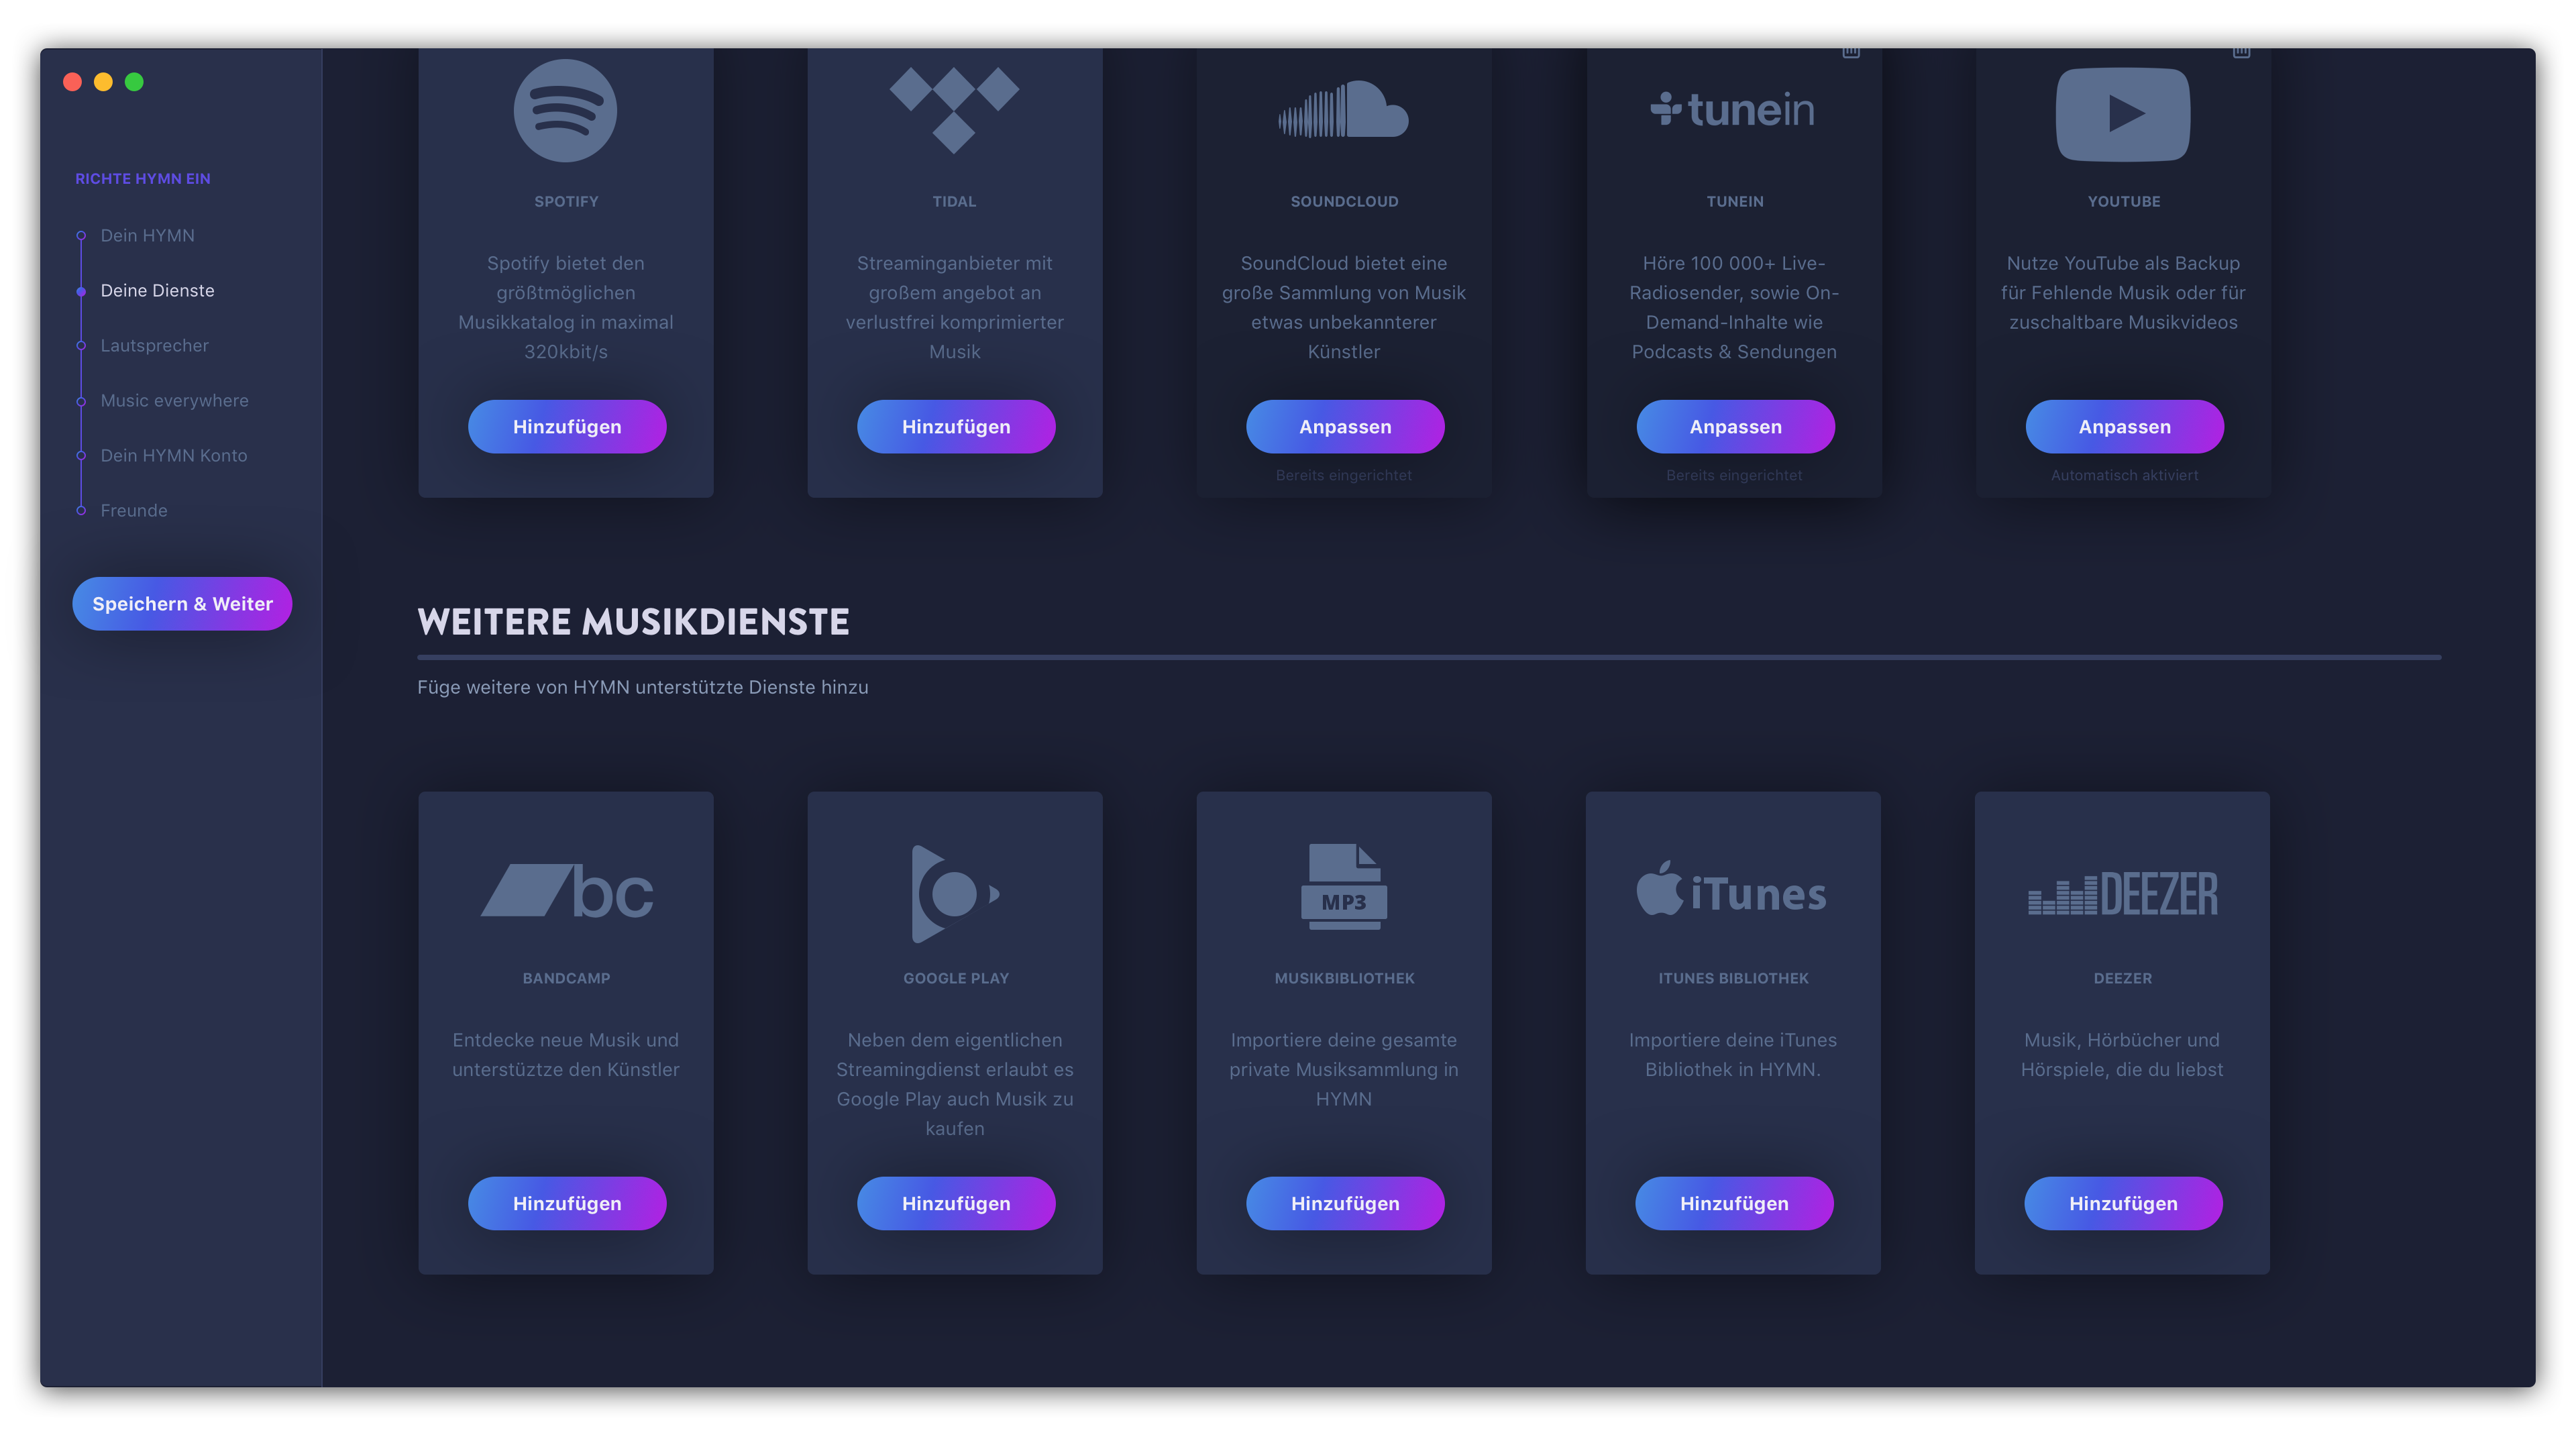 RICHTE HYMN EIN
Dein HYMN
Deine Dienste
Lautsprecher
Music everywhere
Dein HYMN Konto
Freunde
Speichern & Weiter
SPOTIFY
Spotify bietet den
größtmöglichen
Musikkatalog in maximal
320kbit/s
Hinzufügen
TIDAL
Streaminganbieter mit
großem angebot an
verlustfrei komprimierter
Musik
Hinzufügen
SOUNDCLOUD
SoundCloud bietet eine
große Sammlung von Musik
etwas unbekannterer
Künstler
Anpassen
Bereits eingerichtet
tunein
TUNEIN
Höre 100 000+ Live-
Radiosender, sowie On-
Demand-Inhalte wie
Podcasts & Sendungen
Anpassen
Bereits eingerichtet
YOUTUBE
Nutze YouTube als Backup
für Fehlende Musik oder für
zuschaltbare Musikvideos
Anpassen
Automatisch aktiviert
WEITERE MUSIKDIENSTE
Füge weitere von HYMN unterstützte Dienste hinzu
bc
BANDCAMP
Entdecke neue Musik und
unterstüztze den Künstler
Hinzufügen
GOOGLE PLAY
Neben dem eigentlichen
Streamingdienst erlaubt es
Google Play auch Musik zu
kaufen
Hinzufügen
MP3
MUSIKBIBLIOTHEK
Importiere deine gesamte
private Musiksammlung in
HYMN
Hinzufügen
iTunes
ITUNES BIBLIOTHEK
Importiere deine iTunes
Bibliothek in HYMN.
Hinzufügen
DEEZER
DEEZER
Musik, Hörbücher und
Hörspiele, die du liebst
Hinzufügen